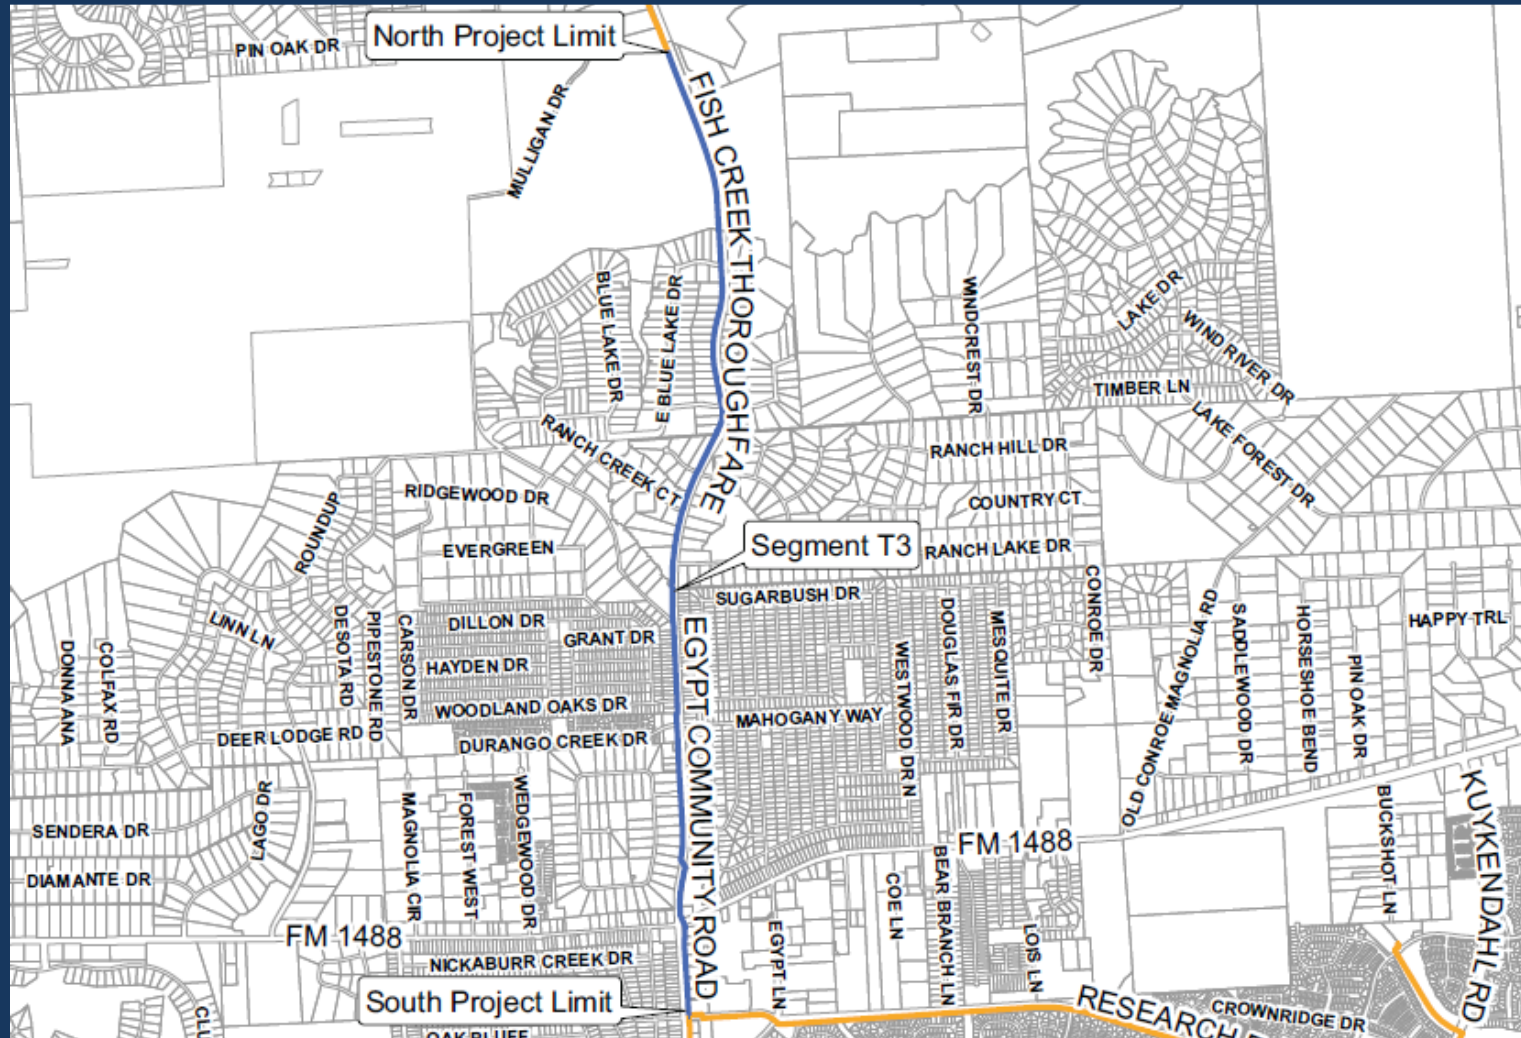 PIN OAK DR
North Project Limit
MULLIGAN DR
FISH CREEK THOROUGHFARE
BLUE LAKE DR
E BLUE LAKE DR
WINDCREST DR
LAKE DR
WIND RIVER DR
TIMBER LN
LAKE FOREST DR
RANCH CREEK CT
RANCH HILL DR
RIDGEWOOD DR
COUNTRY CT
ROUNDUP
EVERGREEN
Segment T3
RANCH LAKE DR
SUGARBUSH DR
CONROE DR
LINN LN
DESOTA RD
PIPESTONE RD
CARSON DR
DILLON DR
GRANT DR
HAYDEN DR
WOODLAND OAKS DR
DURANGO CREEK DR
EGYPT COMMUNITY ROAD
MAHOGANY WAY
WESTWOOD DR N
DOUGLAS FIR DR
MESQUITE DR
OLD CONROE MAGNOLIA RD
SADDLEWOOD DR
HORSESHOE BEND
PIN OAK DR
HAPPY TRL
DONNA ANA
COLFAX RD
DEER LODGE RD
SENDERA DR
LAGO DR
DIAMANTE DR
MAGNOLIA CIR
FOREST WEST
WEDGEWOOD DR
FM 1488
COE LN
BEAR BRANCH LN
BUCKSHOT LN
KUYKENDAHL RD
FM 1488
NICKABURR CREEK DR
EGYPT LN
LOIS LN
South Project Limit
RESEARCH
CROWNRIDGE DR
CLU
OAK BLUFF